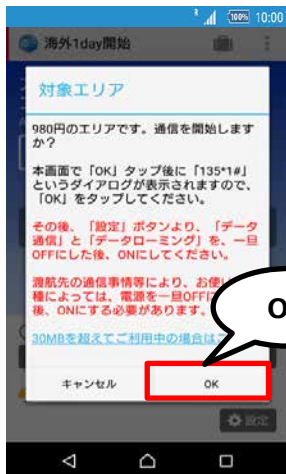 R 100% 10:00
海外1day開始
対象エリア
980円のエリアです。通信を開始します
か？
本画面で「OK」タップ後に「135*1#」
というダイアログが表示されますので、
「OK」をタップしてください。
その後、「設定」ボタンより、「データ
通信」と「データローミング」を、一旦
OFFにした後、ONにしてください。
渡航先の通信事情等により、お使い
種によっては、電源を一旦OFFに
後、ONにする必要があります。
30MBを超えてご利用中の場合は
O
キャンセル OK
設定